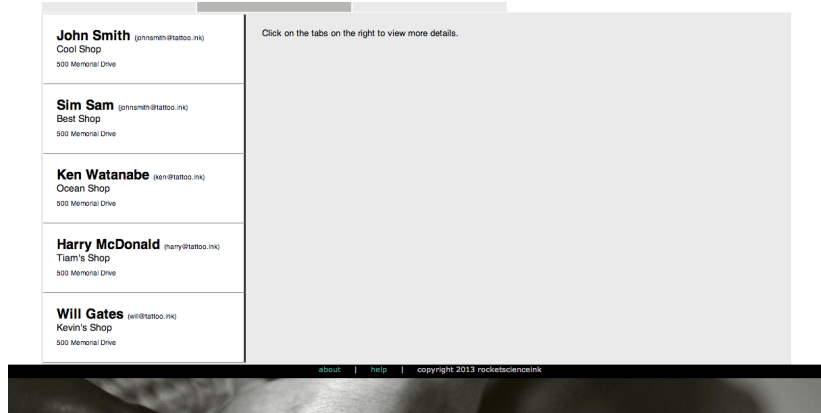 John Smith (johnsmith@tattoo.ink)
Cool Shop
500 Memorial Drive
Sim Sam (johnsmith@tattoo.ink)
Best Shop
500 Memorial Drive
Ken Watanabe (ken@tattoo.ink)
Ocean Shop
500 Memorial Drive
Harry McDonald (harry@tattoo.ink)
Tiam's Shop
500 Memorial Drive
Will Gates (will@tattoo.ink)
Kevin's Shop
500 Memorial Drive
Click on the tabs on the right to view more details.
about | help | copyright 2013 rocketscienceink